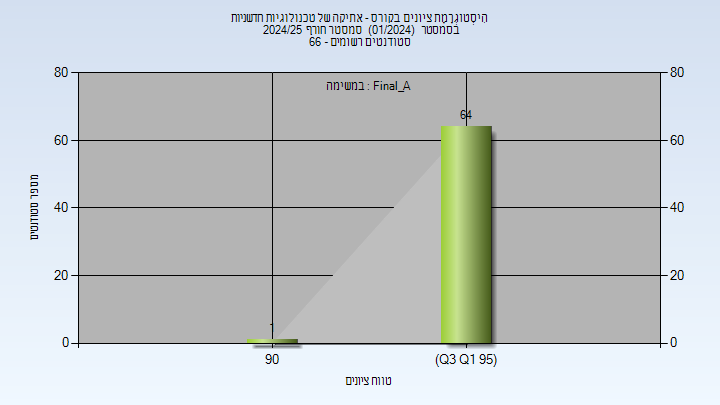 היסטוגרמת ציונים בקורס - אתיקה של טכנולוגיות חדשניות
בסמסטר (01/2024) סמסטר חורף 2024/25
סטודנטים רשומים - 66
במשימה : Final_A
80
60
40
20
0
80
60
40
20
0
מספר סטודנטים
1
64
90
(Q3 Q1 95)
טווח ציונים